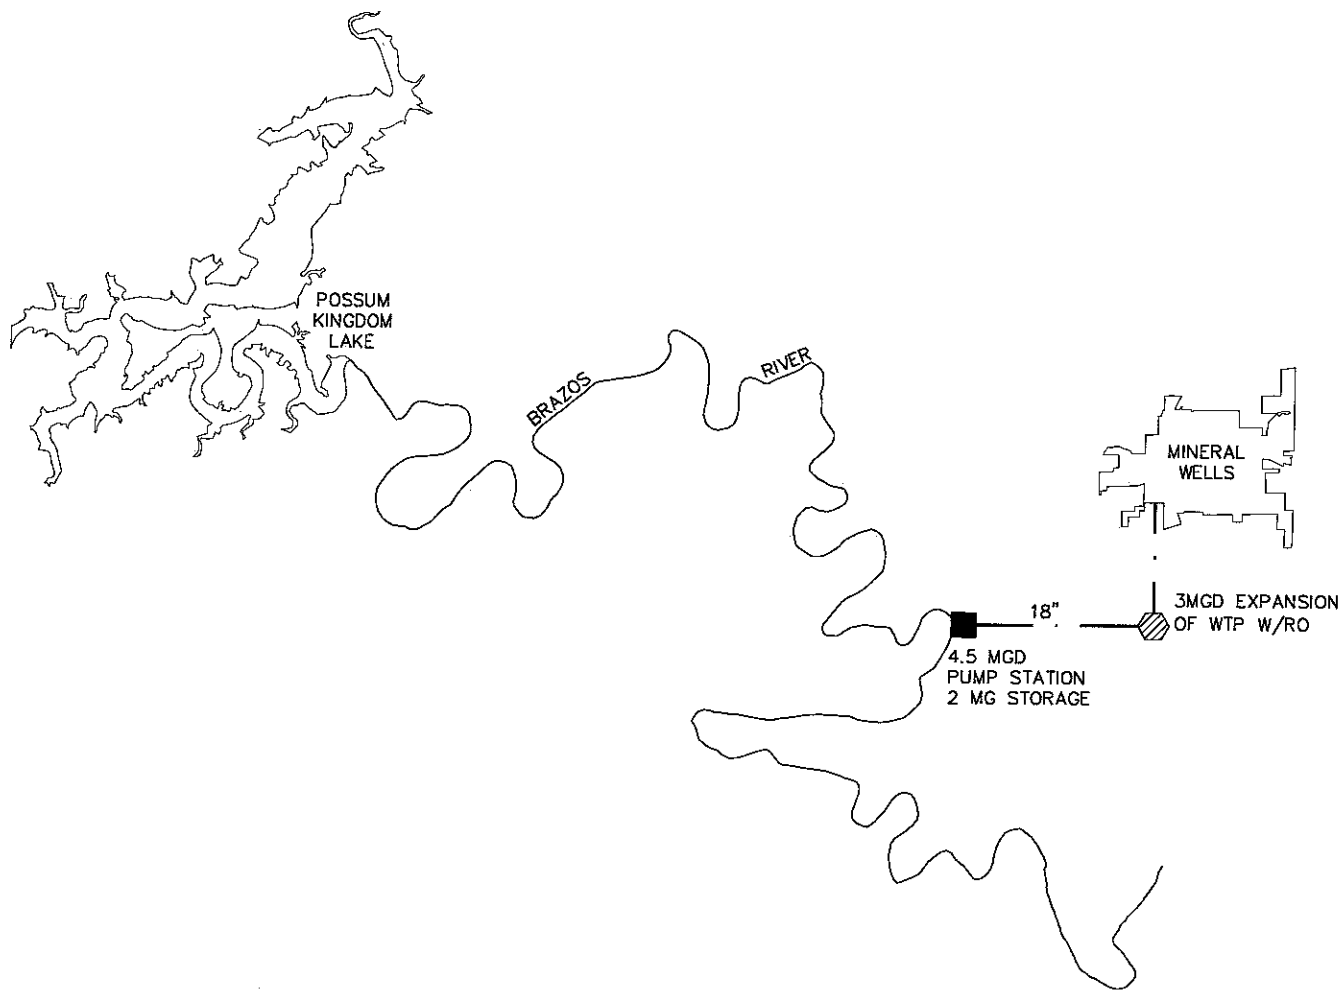 POSSUM
KINGDOM
LAKE
BRAZOS
RIVER
MINERAL
WELLS
18"
3MGD EXPANSION
OF WTP W/RO
4.5 MGD
PUMP STATION
2 MG STORAGE